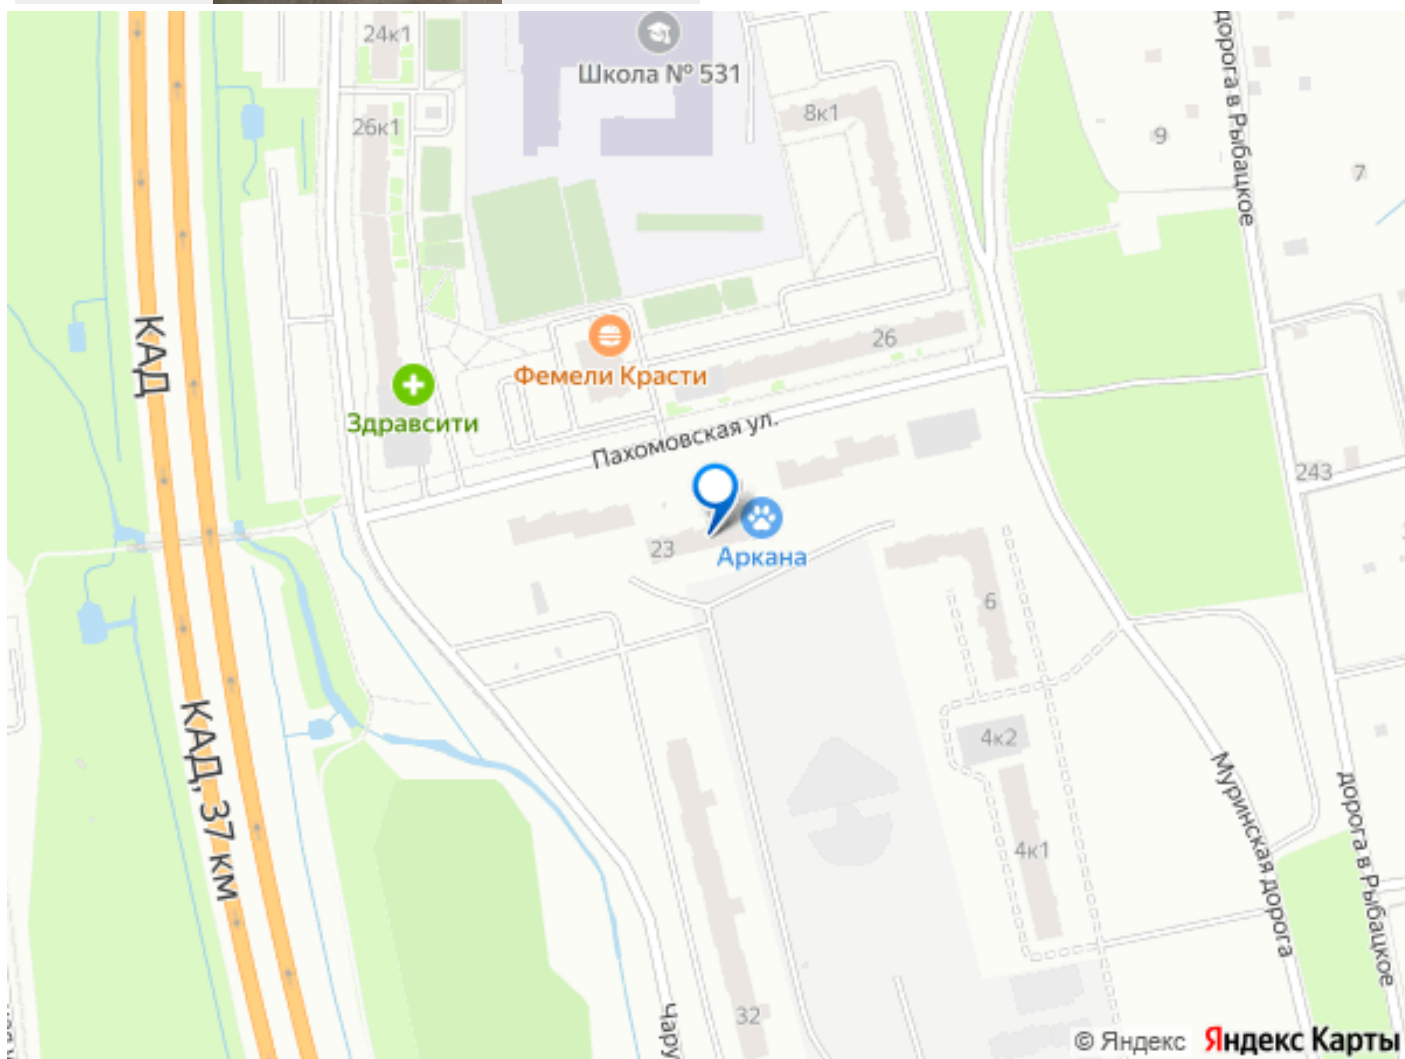 24к1
Школа № 531
26к1
8к1
9
7
дорога в Рыбацкое
КАД
Фемели Красти
26
Здравсити
Пахомовская ул.
243
23
Аркана
6
КАД, 37 км
4к2
4к1
Муринская дорога
дорога в Рыбацкое
32
Чару
© Яндекс Яндекс Карты